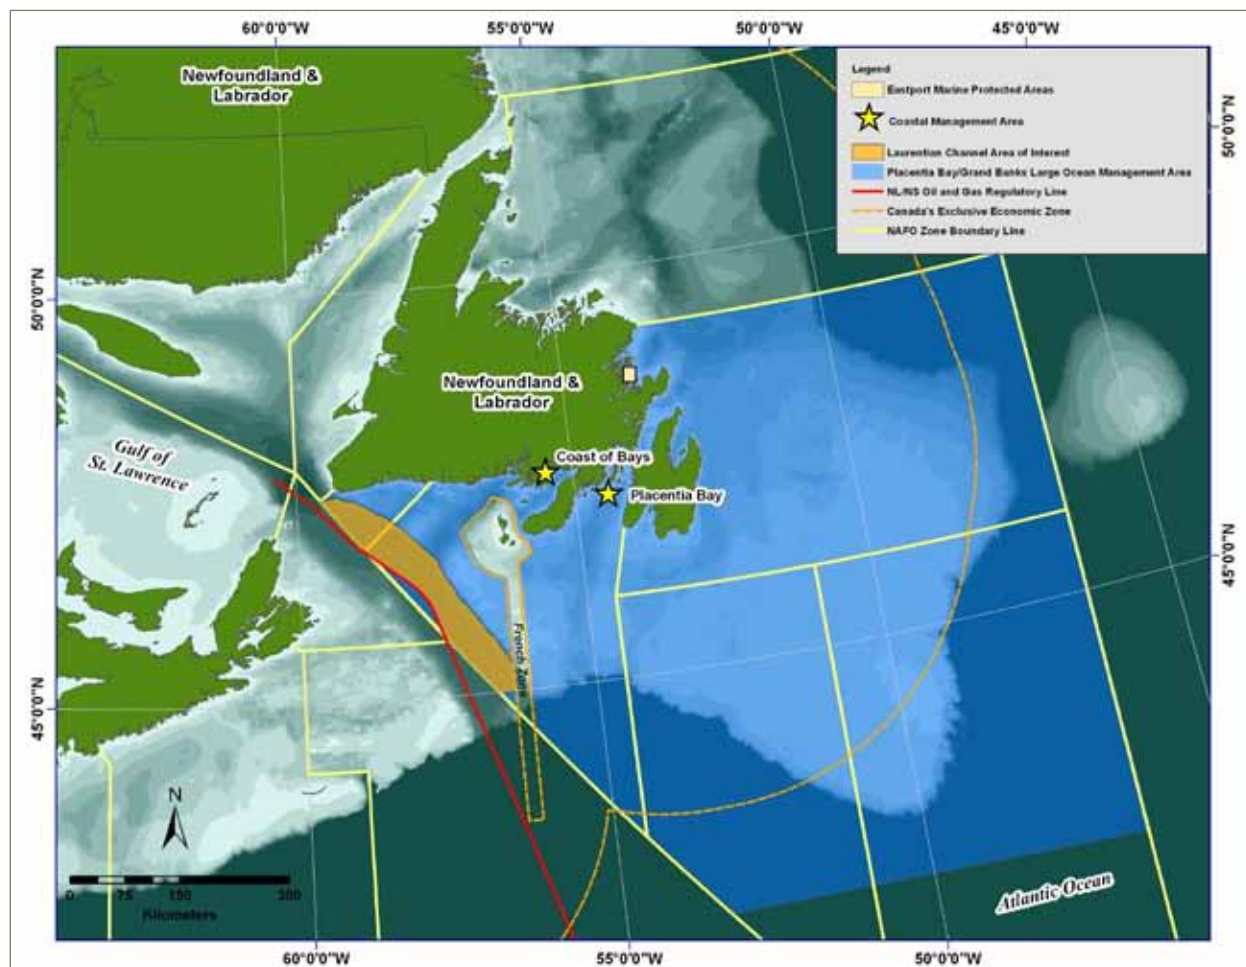 60°0'0"W 55°0'0"W 50°0'0"W 45°0'0"W
Newfoundland &
Labrador
Legend
Eastport Marine Protected Areas
Coastal Management Area
Laurentian Channel Area of Interest
Placentia Bay/Grand Banks Large Ocean Management Area
NL/NS Oil and Gas Regulatory Line
Canada's Exclusive Economic Zone
NAFO Zone Boundary Line
50°0'0"N
50°0'0"N
Newfoundland &
Labrador
Gulf of
St. Lawrence
Coast of Bays
Placentia Bay
45°0'0"N
French Zone
45°0'0"N
N
0 75 150 300
Kilometers
Atlantic Ocean
60°0'0"W 55°0'0"W 50°0'0"W